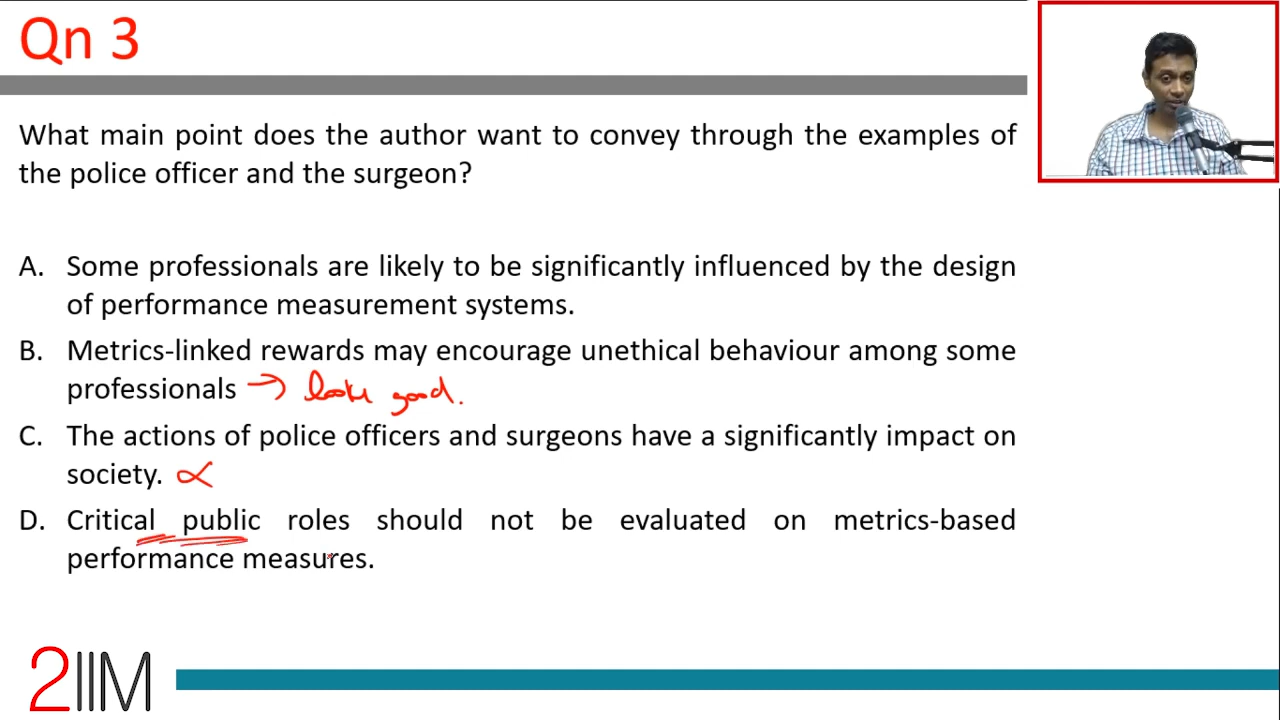 Qn 3
What main point does the author want to convey through the examples of
the police officer and the surgeon?
A. Some professionals are likely to be significantly influenced by the design
of performance measurement systems.
B. Metrics-linked rewards may encourage unethical behaviour among some
professionals → look good.
C. The actions of police officers and surgeons have a significantly impact on
society.
D. Critical public roles should not be evaluated on metrics-based
performance measures.
2IIM